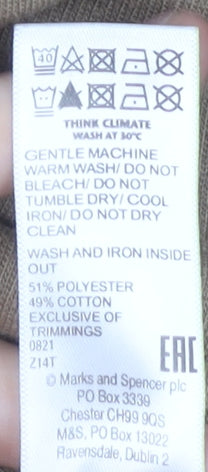 40
THINK CLIMATE
WASH AT 30°C
GENTLE MACHINE
WARM WASH/ DO NOT
BLEACH/ DO NOT
TUMBLE DRY/ COOL
IRON/ DO NOT DRY
CLEAN
WASH AND IRON INSIDE
OUT
51% POLYESTER
49% COTTON
EXCLUSIVE OF
TRIMMINGS
0821
Z14T
EAC
© Marks and Spencer plc
PO Box 3339
Chester CH99 9QS
M&S, PO Box 13022
Ravensdale, Dublin 2